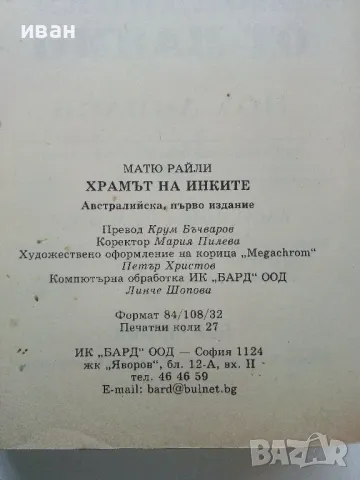 иван
МАТЮ РАЙЛИ
ХРАМЪТ НА ИНКИТЕ
Австралийска, първо издание
Превод Крум Бъчваров
Коректор Мария Пилева
Художествено оформление на корица „Megachrom“
Петър Христов
Компютърна обработка ИК „БАРД“ ООД
Линче Шопова
Формат 84/108/32
Печатни коли 27
ИК „БАРД“ ООД — София 1124
жк „Яворов“, бл. 12-А, вх. II
тел. 46 46 59
E-mail: bard@bulnet.bg
bazar